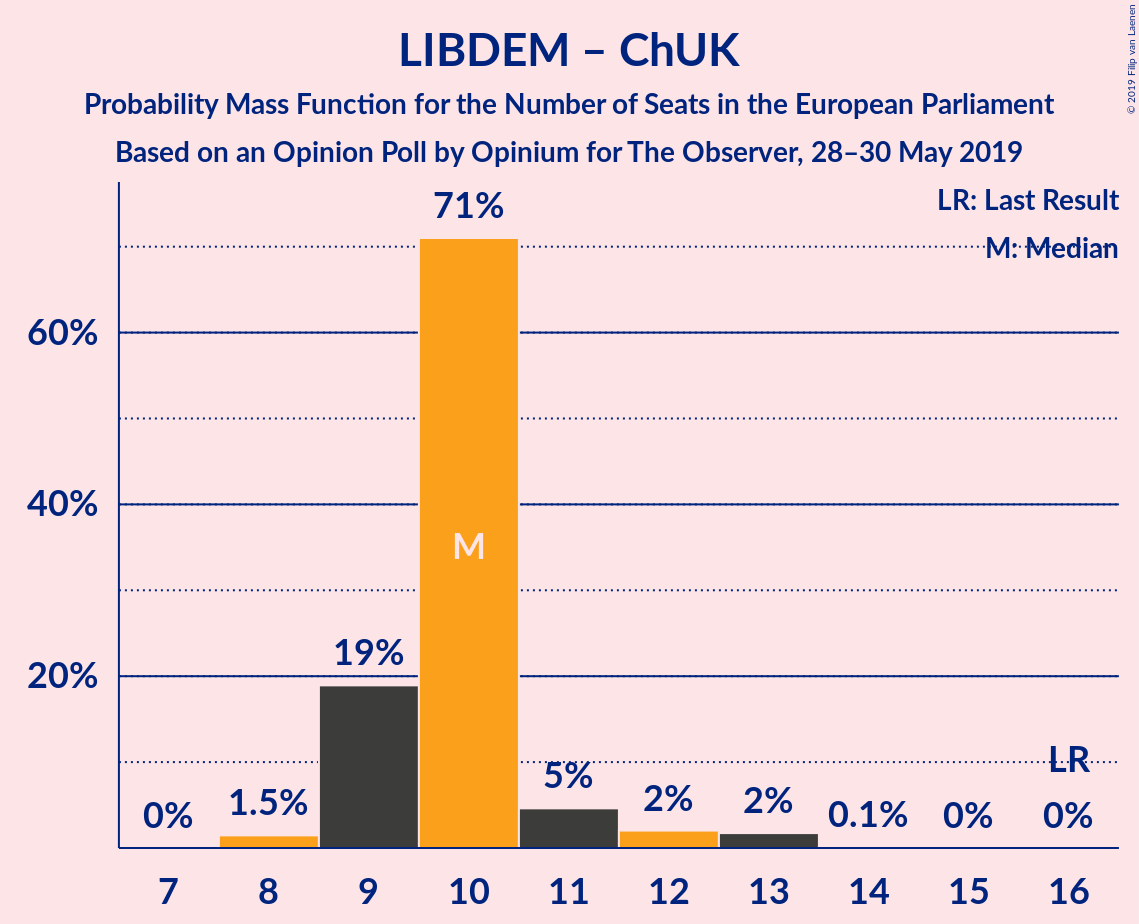 LIBDEM – ChUK
Probability Mass Function for the Number of Seats in the European Parliament
Based on an Opinion Poll by Opinium for The Observer, 28–30 May 2019
© 2019 Filip van Laenen
LR: Last Result
M: Median
71%
60%
40%
M
20%
19%
LR
0%
1.5%
5%
2%
2%
0.1%
0%
0%
7
8
9
10
11
12
13
14
15
16